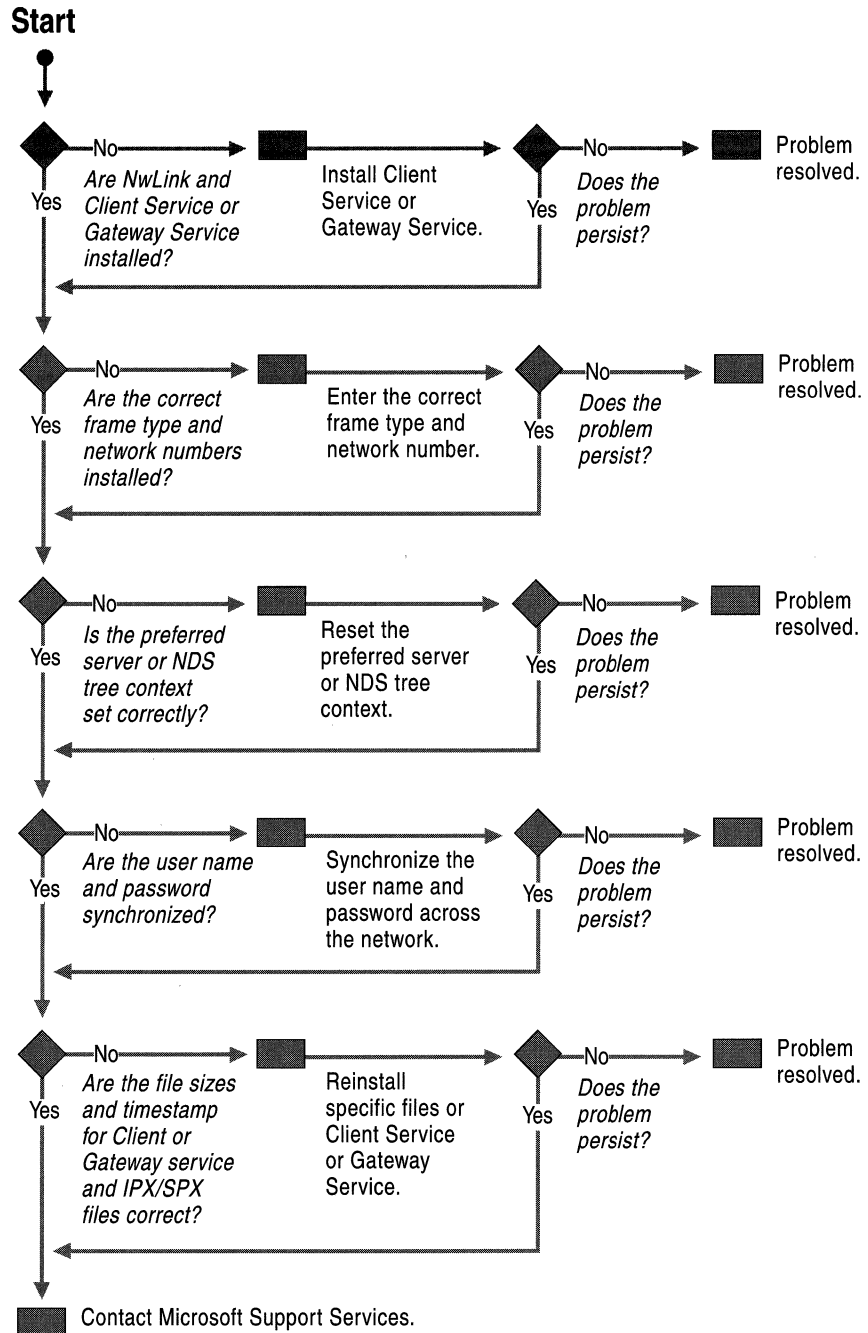 Start
No
Problem
resolved.
Yes
Are NwLink and
Client Service or
Gateway Service
installed?
Install Client
Service or
Gateway Service.
No
Does the
problem
persist?
Yes
No
Problem
resolved.
Yes
Are the correct
frame type and
network numbers
installed?
Enter the correct
frame type and
network number.
No
Does the
problem
persist?
Yes
No
Problem
resolved.
Yes
Is the preferred
server or NDS
tree context
set correctly?
Reset the
preferred server
or NDS tree
context.
No
Does the
problem
persist?
Yes
No
Problem
resolved.
Yes
Are the user name
and password
synchronized?
Synchronize the
user name and
password across
the network.
No
Does the
problem
persist?
Yes
No
Problem
resolved.
Yes
Are the file sizes
and timestamp
for Client or
Gateway service
and IPX/SPX
files correct?
Reinstall
specific files or
Client Service
or Gateway
Service.
No
Does the
problem
persist?
Yes
Contact Microsoft Support Services.